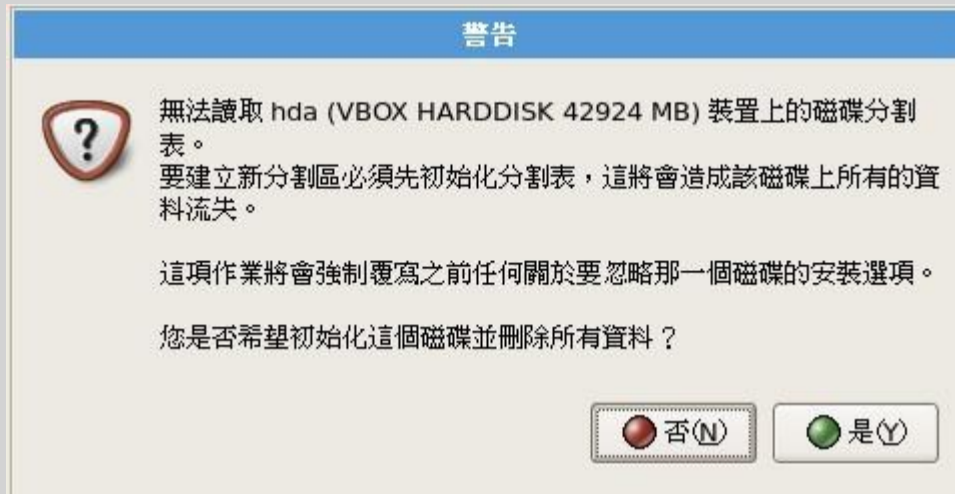 警告
無法讀取 hda (VBOX HARDDISK 42924 MB) 裝置上的磁碟分割
表。
要建立新分割區必須先初始化分割表，這將會造成該磁碟上所有的資
料流失。
這項作業將會強制覆寫之前任何關於要忽略那一個磁碟的安裝選項。
您是否希望初始化這個磁碟並刪除所有資料？
否(N)
是(Y)